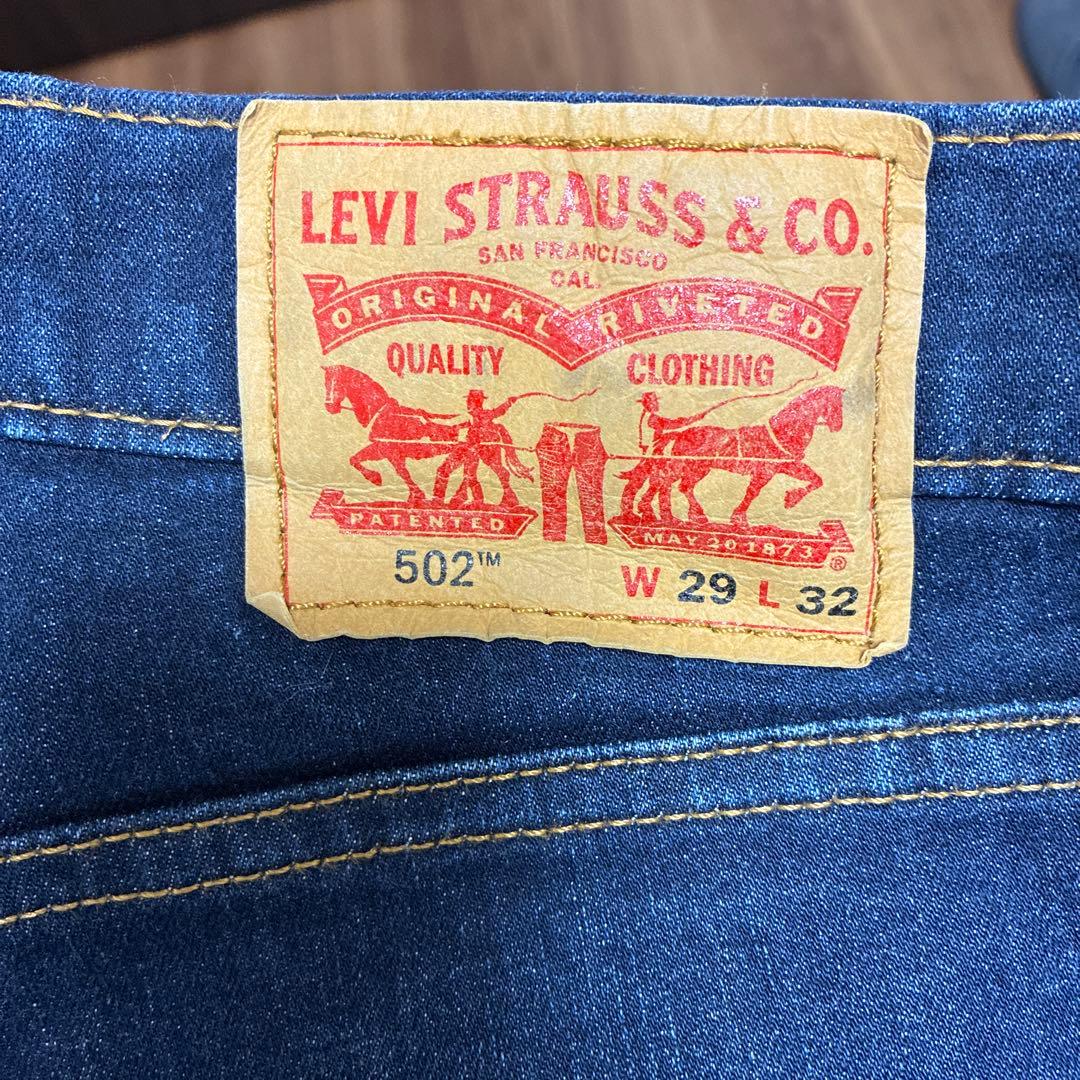 LEVI STRAUSS & CO.
SAN FRANCISCO
CAL.
ORIGINAL RIVETED
QUALITY CLOTHING
PATENTED MAY 20 1873 ®
502™ W 29 L 32